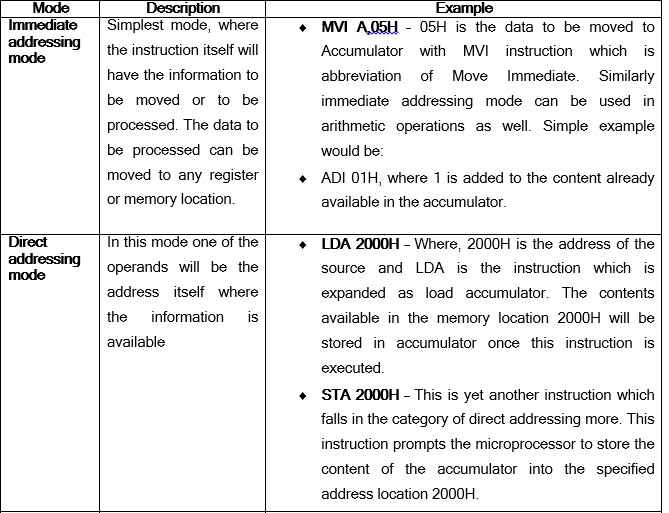 Mode Description Example
Immediate
addressing
mode
Simplest mode, where
the instruction itself will
have the information to
be moved or to be
processed. The data to
be processed can be
moved to any register
or memory location.
♦ MVI A,05H - 05H is the data to be moved to
Accumulator with MVI instruction which is
abbreviation of Move Immediate. Similarly
immediate addressing mode can be used in
arithmetic operations as well. Simple example
would be:
♦ ADI 01H, where 1 is added to the content already
available in the accumulator.
Direct
addressing
mode
In this mode one of the
operands will be the
address itself where
the information is
available
♦ LDA 2000H – Where, 2000H is the address of the
source and LDA is the instruction which is
expanded as load accumulator. The contents
available in the memory location 2000H will be
stored in accumulator once this instruction is
executed.
♦ STA 2000H – This is yet another instruction which
falls in the category of direct addressing more. This
instruction prompts the microprocessor to store the
content of the accumulator into the specified
address location 2000H.